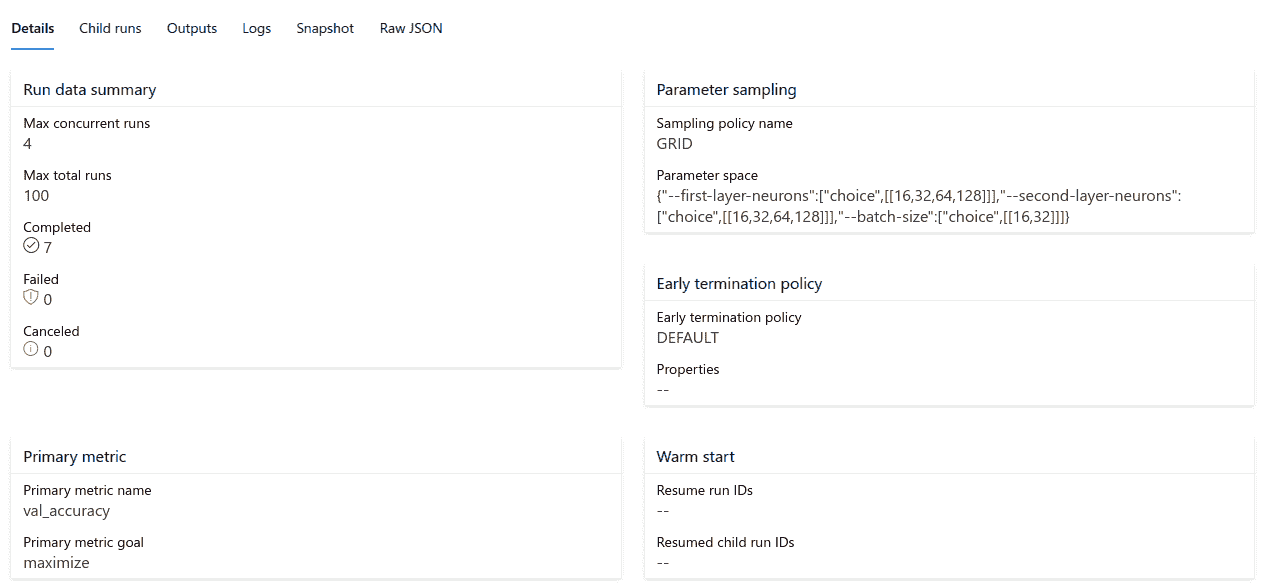 Details Child runs Outputs Logs Snapshot Raw JSON
Run data summary
Max concurrent runs
4
Max total runs
100
Completed
7
Failed
0
Canceled
0
Parameter sampling
Sampling policy name
GRID
Parameter space
{"--first-layer-neurons":["choice",[[16,32,64,128]]],"--second-layer-neurons":
["choice",[[16,32,64,128]]],"--batch-size":["choice",[[16,32]]]}
Early termination policy
Early termination policy
DEFAULT
Properties
--
Primary metric
Primary metric name
val_accuracy
Primary metric goal
maximize
Warm start
Resume run IDs
--
Resumed child run IDs
--